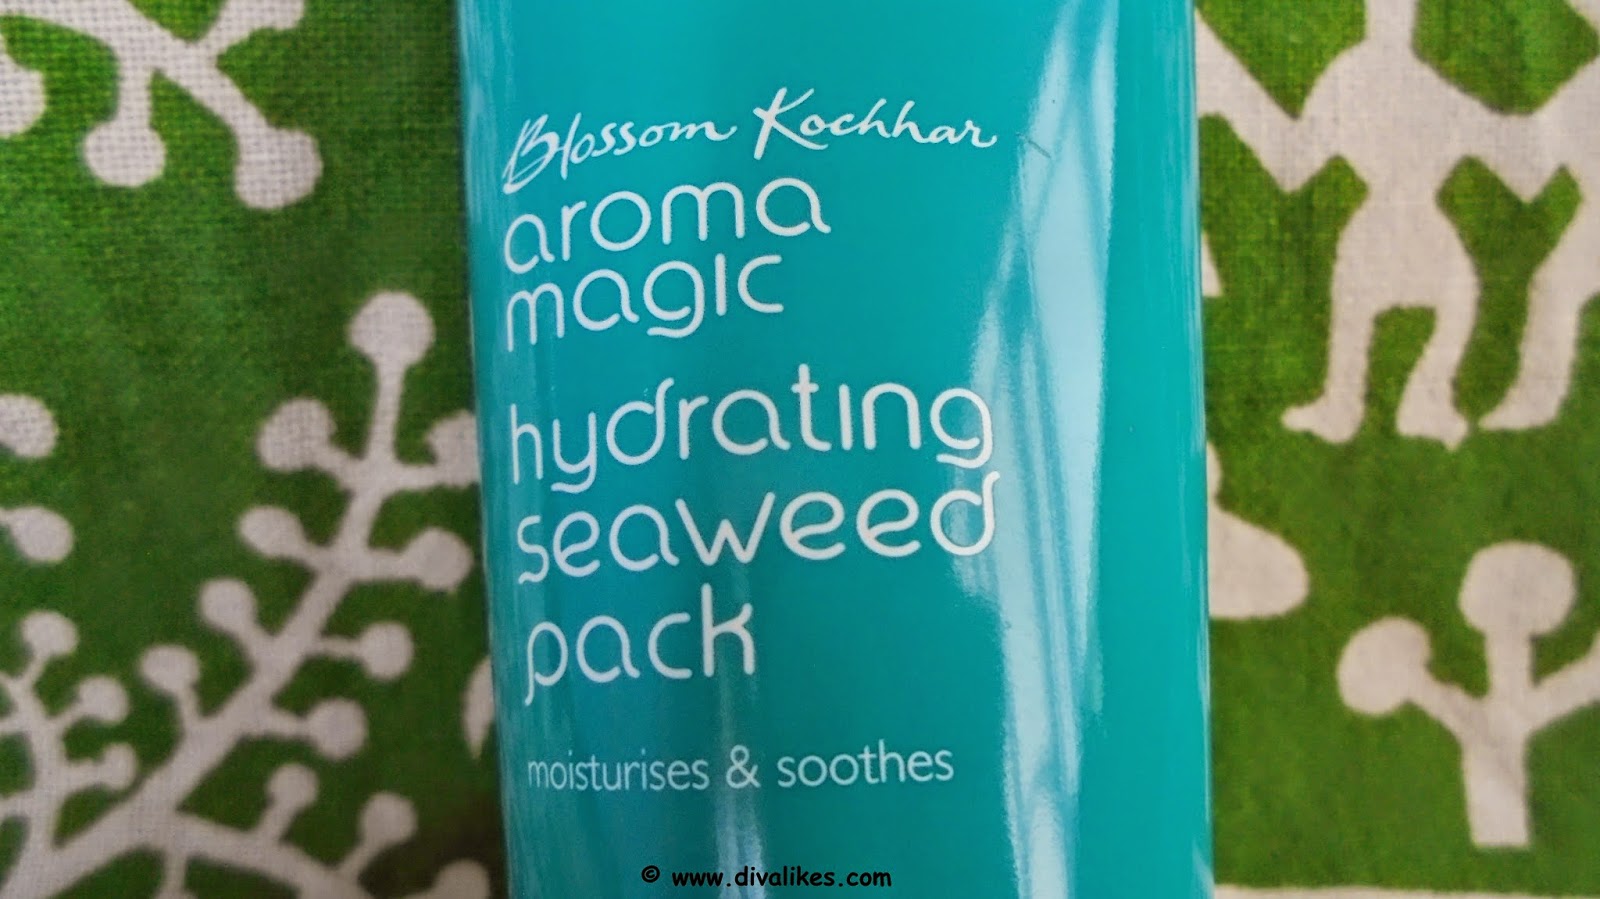 Blossom Kochhar
aroma
magic
hydrating
seaweed
pack
moisturises & soothes
© www.divalikes.com